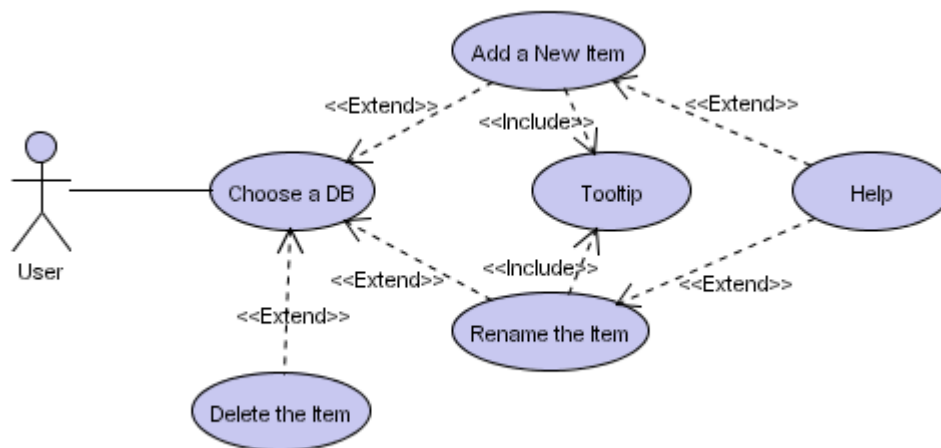 Add a New Item
<<Extend>>
<<Extend>>
<<Include>>
Choose a DB
Tooltip
Help
User
<<Extend>>
<<Include>>
<<Extend>>
<<Extend>>
Rename the Item
Delete the Item